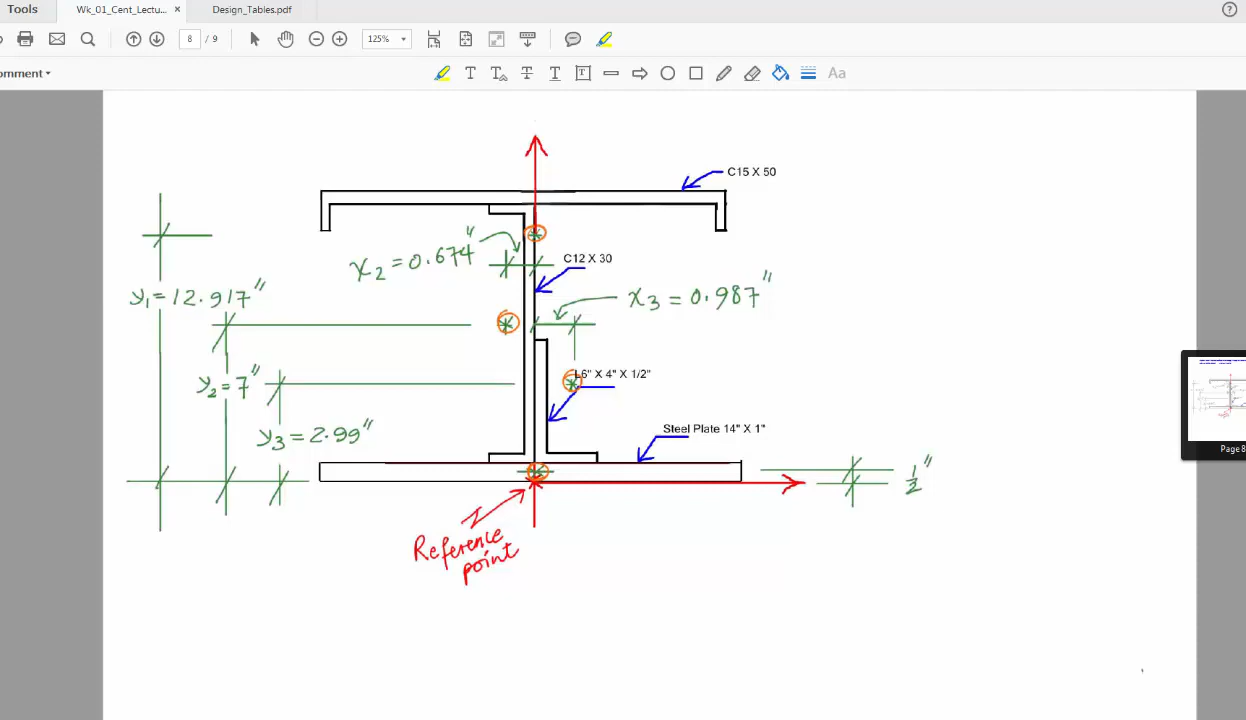 Tools
Wk_01_Cent_Lectu... ×
Design_Tables.pdf
8 / 9
125%
omment
Aa
C15 X 50
x2 = 0.674"
C12 X 30
y1 = 12.917"
x3 = 0.987"
L6" X 4" X 1/2"
y2 = 7"
Steel Plate 14" X 1"
y3 = 2.99"
1/2"
Reference
point
Page 8